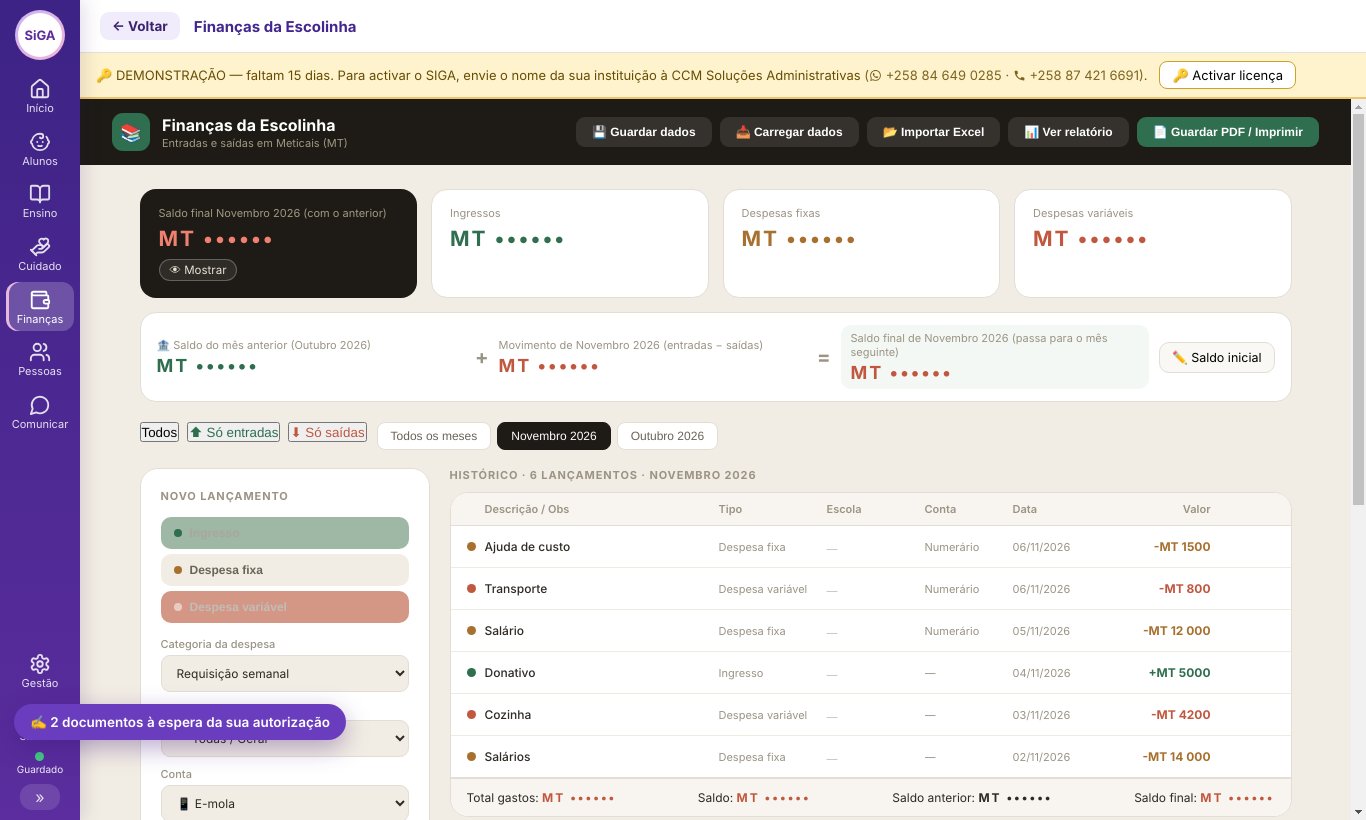 SiGA
Início
Alunos
Ensino
Cuidado
Finanças
Pessoas
Comunicar
Gestão
Guardado
»
← Voltar
Finanças da Escolinha
🔑 DEMONSTRAÇÃO — faltam 15 dias. Para activar o SIGA, envie o nome da sua instituição à CCM Soluções Administrativas (+258 84 649 0285 · +258 87 421 6691).
🔑 Activar licença
Finanças da Escolinha
Entradas e saídas em Meticais (MT)
💾 Guardar dados
📥 Carregar dados
📂 Importar Excel
📊 Ver relatório
📄 Guardar PDF / Imprimir
Saldo final Novembro 2026 (com o anterior)
MT ••••••
👁 Mostrar
Ingressos
MT ••••••
Despesas fixas
MT ••••••
Despesas variáveis
MT ••••••
🏦 Saldo do mês anterior (Outubro 2026)
MT ••••••
+
Movimento de Novembro 2026 (entradas − saídas)
MT ••••••
=
Saldo final de Novembro 2026 (passa para o mês
seguinte)
MT ••••••
✏️ Saldo inicial
Todos
⬆ Só entradas
⬇ Só saídas
Todos os meses
Novembro 2026
Outubro 2026
NOVO LANÇAMENTO
Ingresso
Despesa fixa
Despesa variável
Categoria da despesa
Requisição semanal
✍️ 2 documentos à espera da sua autorização
Todas / Geral
Conta
📱 E-mola
HISTÓRICO · 6 LANÇAMENTOS · NOVEMBRO 2026
Descrição / Obs Tipo Escola Conta Data Valor
Ajuda de custo Despesa fixa — Numerário 06/11/2026 -MT 1500
Transporte Despesa variável — Numerário 06/11/2026 -MT 800
Salário Despesa fixa — Numerário 05/11/2026 -MT 12 000
Donativo Ingresso — — 04/11/2026 +MT 5000
Cozinha Despesa variável — — 03/11/2026 -MT 4200
Salários Despesa fixa — — 02/11/2026 -MT 14 000
Total gastos: MT •••••• Saldo: MT •••••• Saldo anterior: MT •••••• Saldo final: MT ••••••